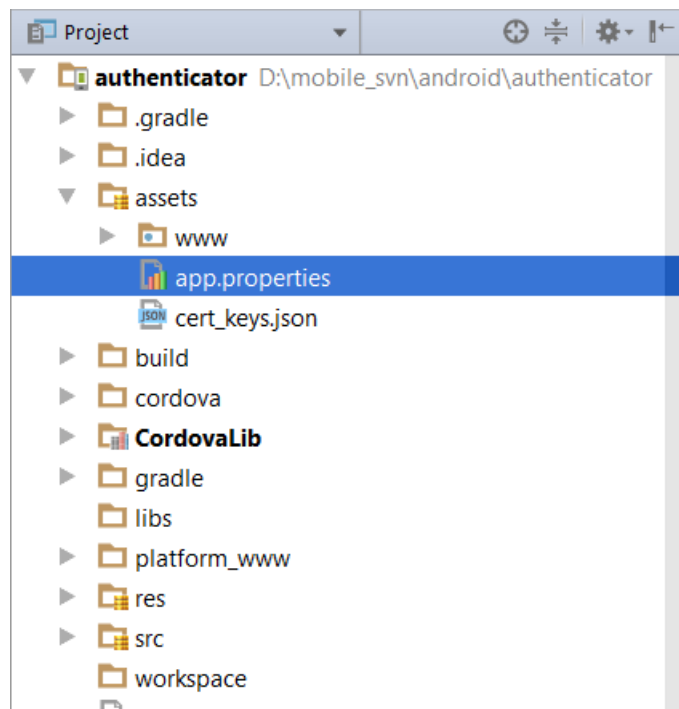 Project
authenticator D:\mobile_svn\android\authenticator
.gradle
.idea
assets
www
app.properties
JSON cert_keys.json
build
cordova
CordovaLib
gradle
libs
platform_www
res
src
workspace